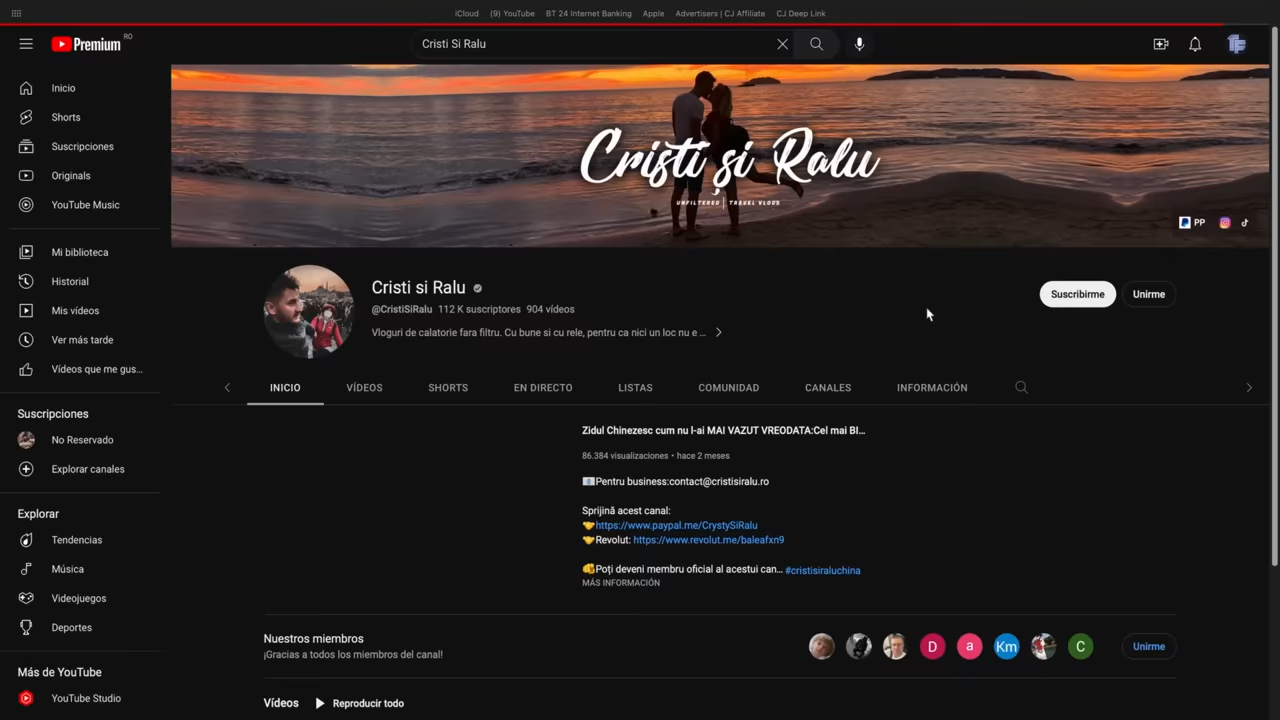 iCloud (9) YouTube BT 24 Internet Banking Apple Advertisers | CJ Affiliate CJ Deep Link
Premium RO
Cristi Si Ralu
Inicio
Shorts
Suscripciones
Originals
YouTube Music
Mi biblioteca
Historial
Mis vídeos
Ver más tarde
Vídeos que me gus...
Suscripciones
No Reservado
Explorar canales
Explorar
Tendencias
Música
Videojuegos
Deportes
Más de YouTube
YouTube Studio
Cristi și Ralu
UNFILTERED | TRAVEL VLOGS
PP
Cristi si Ralu
@CristiSiRalu 112 K suscriptores 904 vídeos
Vloguri de calatorie fara filtru. Cu bune si cu rele, pentru ca nici un loc nu e ...
Suscribirme Unirme
INICIO VÍDEOS SHORTS EN DIRECTO LISTAS COMUNIDAD CANALES INFORMACIÓN
Zidul Chinezesc cum nu l-ai MAI VAZUT VREODATA:Cel mai BI...
86.384 visualizaciones • hace 2 meses
📧Pentru business:contact@cristisiralu.ro
Sprijină acest canal:
🤝https://www.paypal.me/CrystySiRalu
🤝Revolut: https://www.revolut.me/baleafxn9
🫵Poți deveni membru oficial al acestui can... #cristisiraluchina
MÁS INFORMACIÓN
Nuestros miembros
¡Gracias a todos los miembros del canal!
D a Km C
Unirme
Vídeos Reproducir todo